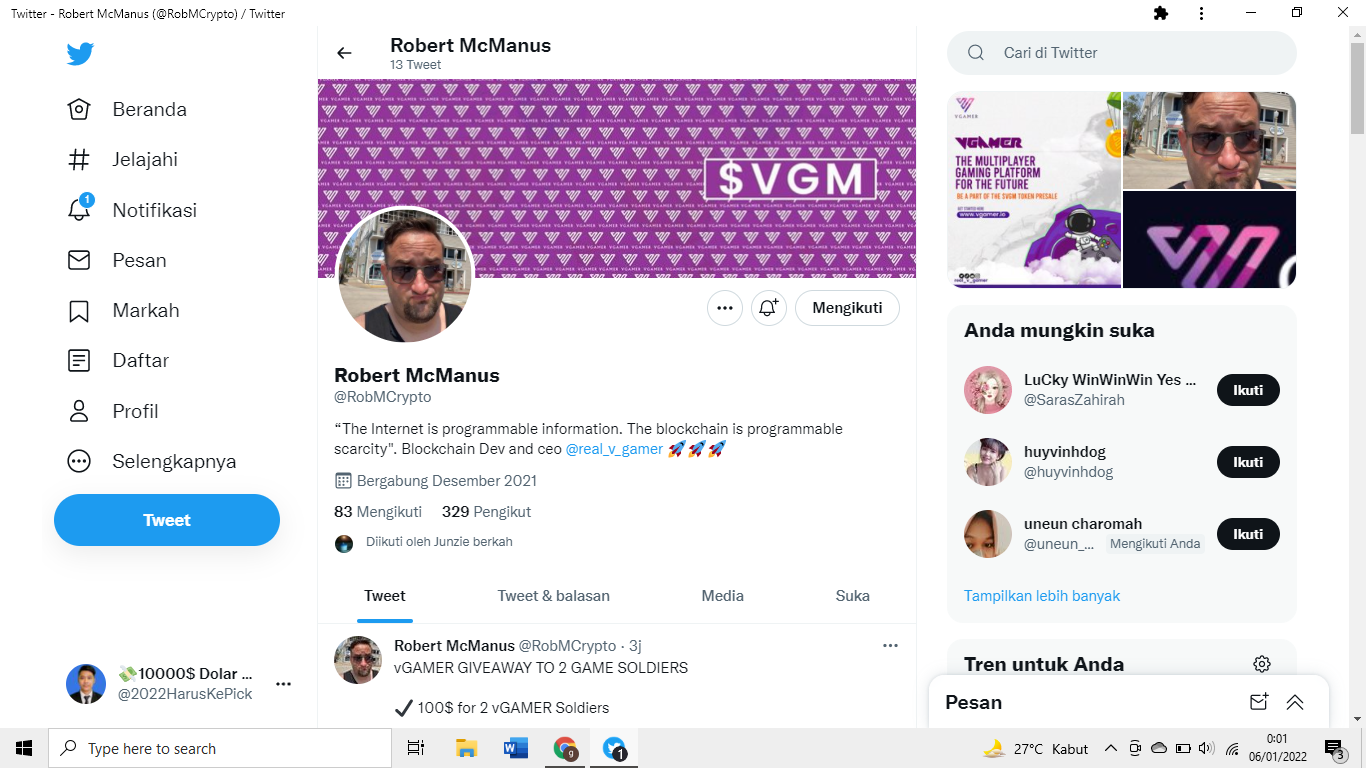 Twitter - Robert McManus (@RobMCrypto) / Twitter
Beranda
Jelajahi
1
Notifikasi
Pesan
Markah
Daftar
Profil
Selengkapnya
Tweet
💸10000$ Dolar ...
@2022HarusKePick
Robert McManus
13 Tweet
$VGM
Mengikuti
Robert McManus
@RobMCrypto
“The Internet is programmable information. The blockchain is programmable
scarcity". Blockchain Dev and ceo @real_v_gamer 🚀🚀🚀
Bergabung Desember 2021
83 Mengikuti 329 Pengikut
Diikuti oleh Junzie berkah
Tweet Tweet & balasan Media Suka
Robert McManus @RobMCrypto · 3j
vGAMER GIVEAWAY TO 2 GAME SOLDIERS
✔️ 100$ for 2 vGAMER Soldiers
Cari di Twitter
VGAMER
VGAMER
THE MULTIPLAYER
GAMING PLATFORM
FOR THE FUTURE
BE A PART OF THE $VGM TOKEN PRESALE
www.vgamer.io
real_v_gamer
Anda mungkin suka
LuCky WinWinWin Yes ...
@SarasZahirah
Ikuti
huyvinhdog
@huyvinhdog
Ikuti
uneun charomah
@uneun_... Mengikuti Anda
Ikuti
Tampilkan lebih banyak
Tren untuk Anda
Pesan
Type here to search
g
1
27°C Kabut
0:01
06/01/2022
3